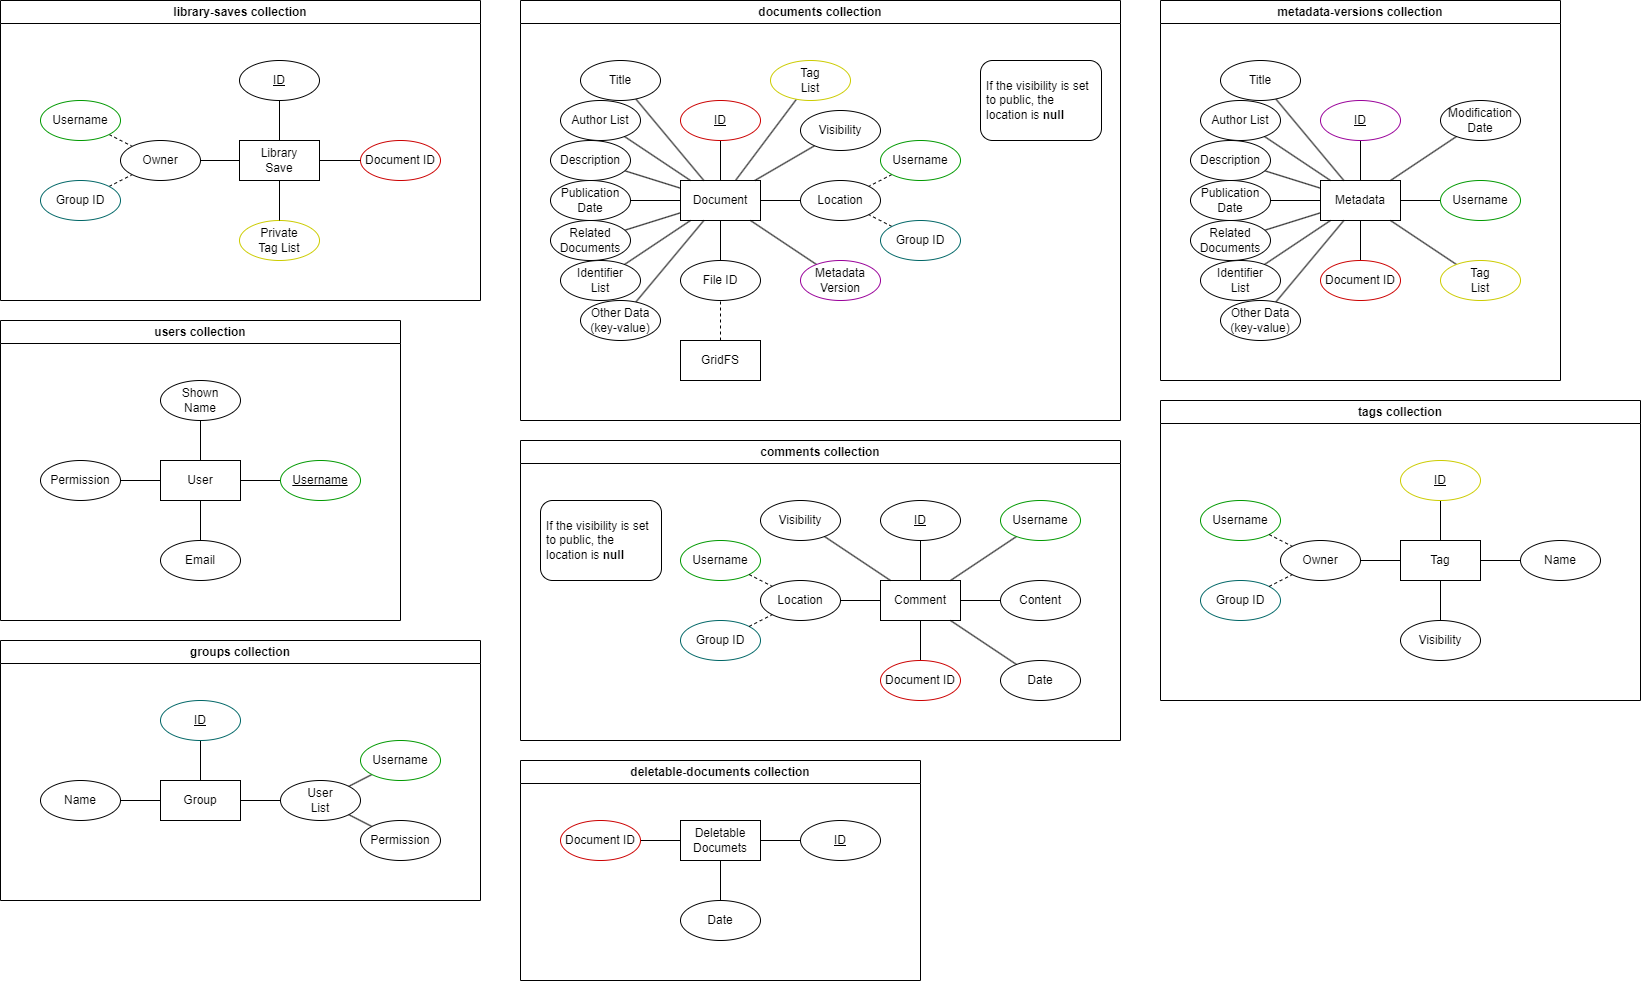 library-saves collection
ID
Username
Owner
Library
Save
Document ID
Group ID
Private
Tag List
users collection
Shown
Name
Permission
User
Username
Email
groups collection
ID
Name
Group
User
List
Username
Permission
documents collection
Title
Tag
List
If the visibility is set
to public, the
location is null
Author List
ID
Visibility
Description
Username
Publication
Date
Document
Location
Related
Documents
Group ID
Identifier
List
File ID
Metadata
Version
Other Data
(key-value)
GridFS
comments collection
If the visibility is set
to public, the
location is null
Visibility
ID
Username
Username
Location
Comment
Content
Group ID
Document ID
Date
deletable-documents collection
Document ID
Deletable
Documets
ID
Date
metadata-versions collection
Title
Author List
ID
Modification
Date
Description
Publication
Date
Metadata
Username
Related
Documents
Identifier
List
Document ID
Tag
List
Other Data
(key-value)
tags collection
ID
Username
Owner
Tag
Name
Group ID
Visibility